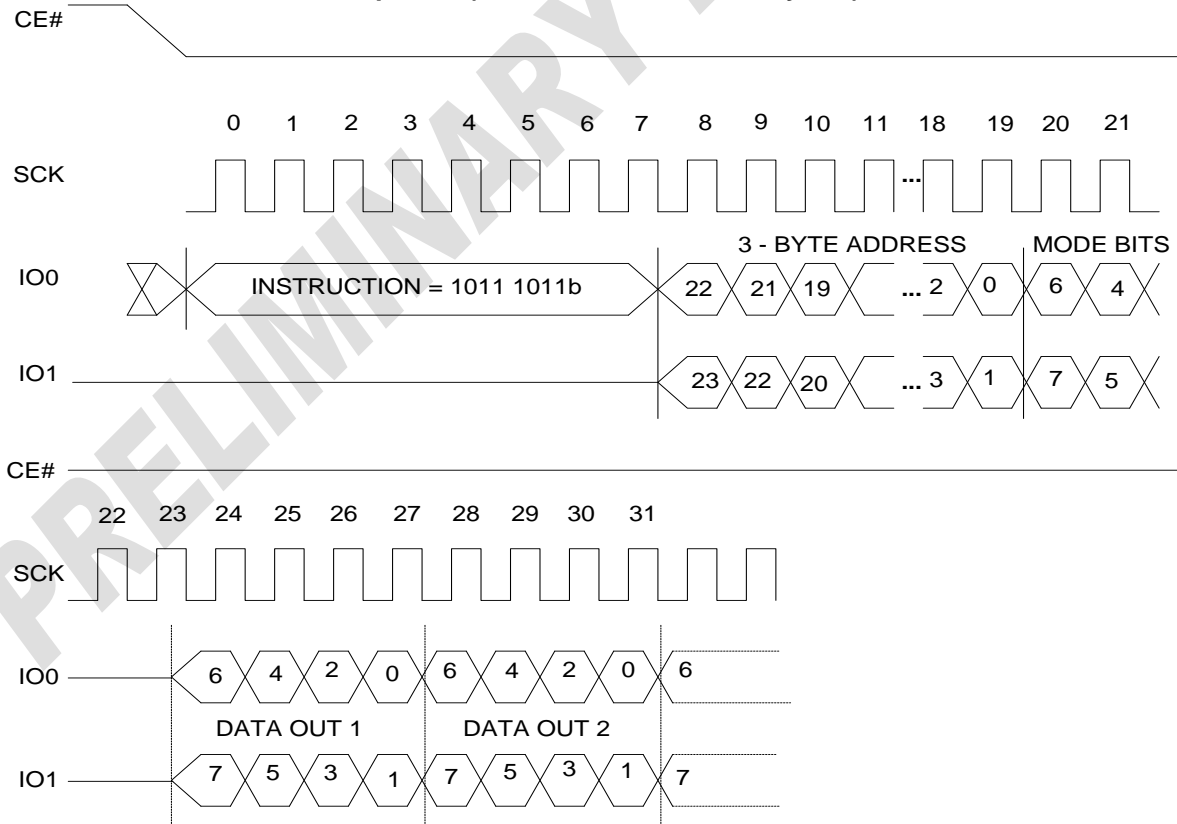 CE#
0 1 2 3 4 5 6 7 8 9 10 11 18 19 20 21
SCK ...
3 - BYTE ADDRESS MODE BITS
IO0 INSTRUCTION = 1011 1011b 22 21 19 ... 2 0 6 4
IO1 23 22 20 ... 3 1 7 5
CE#
22 23 24 25 26 27 28 29 30 31
SCK
IO0 6 4 2 0 6 4 2 0 6
DATA OUT 1 DATA OUT 2
IO1 7 5 3 1 7 5 3 1 7
PRELIMINARY